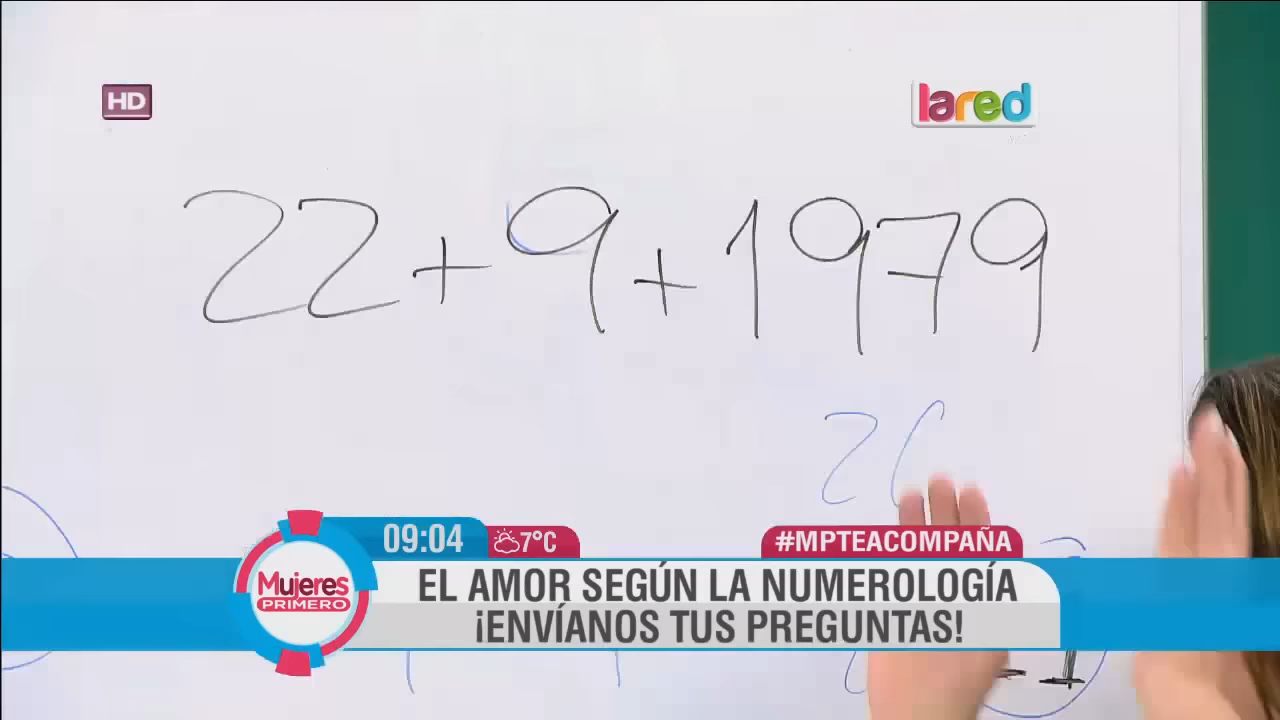 HD
lared
22+9+1979
26
09:04
7°C
#MPTEACOMPAÑA
Mujeres
PRIMERO
EL AMOR SEGÚN LA NUMEROLOGÍA
¡ENVÍANOS TUS PREGUNTAS!